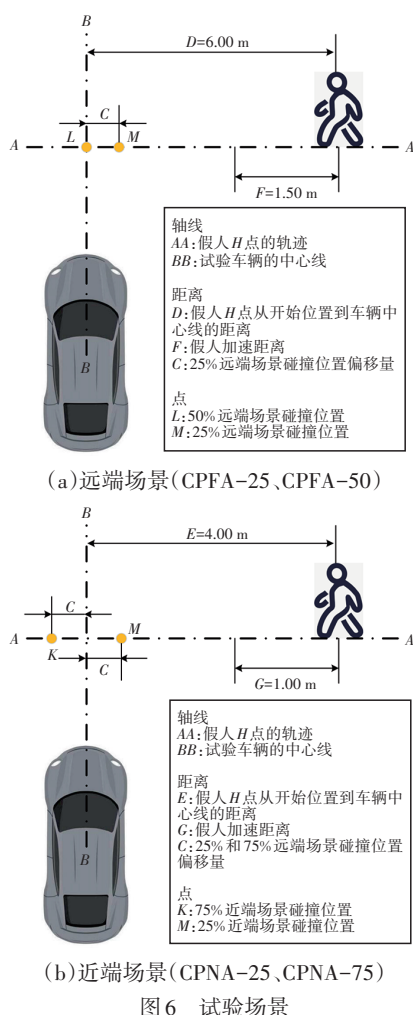 B
D=6.00 m
C
A
L
M
A
F=1.50 m
轴线
AA:假人H点的轨迹
BB:试验车辆的中心线
距离
D:假人H点从开始位置到车辆中
心线的距离
F:假人加速距离
C:25%远端场景碰撞位置偏移量
点
L:50%远端场景碰撞位置
M:25%远端场景碰撞位置
B
(a)远端场景(CPFA-25、CPFA-50)
B
E=4.00 m
C
A
M
A
K
C
G=1.00 m
轴线
AA:假人H点的轨迹
BB:试验车辆的中心线
距离
E:假人H点从开始位置到车辆中
心线的距离
G:假人加速距离
C:25%和75%远端场景碰撞位置
偏移量
点
K:75%近端场景碰撞位置
M:25%近端场景碰撞位置
B
(b)近端场景(CPNA-25、CPNA-75)
图6 试验场景